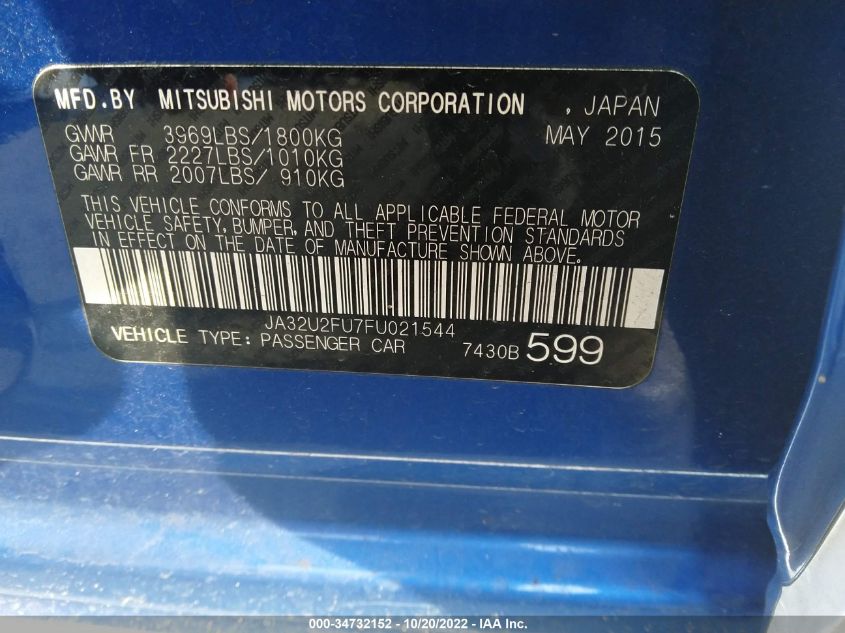 MFD.BY MITSUBISHI MOTORS CORPORATION , JAPAN
GVWR 3969LBS/1800KG MAY 2015
GAWR FR 2227LBS/1010KG
GAWR RR 2007LBS/ 910KG
THIS VEHICLE CONFORMS TO ALL APPLICABLE FEDERAL MOTOR
VEHICLE SAFETY, BUMPER, AND THEFT PREVENTION STANDARDS
IN EFFECT ON THE DATE OF MANUFACTURE SHOWN ABOVE.
JA32U2FU7FU021544
VEHICLE TYPE: PASSENGER CAR 7430B 599
000-34732152 - 10/20/2022 - IAA Inc.